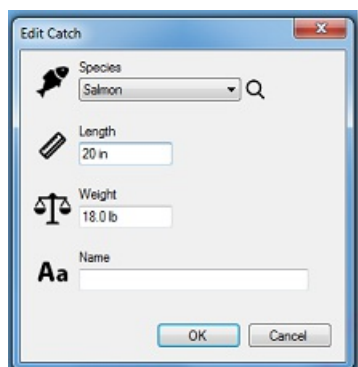 Edit Catch
Species
Salmon
Length
20 in
Weight
18.0 lb
Aa
Name
OK
Cancel